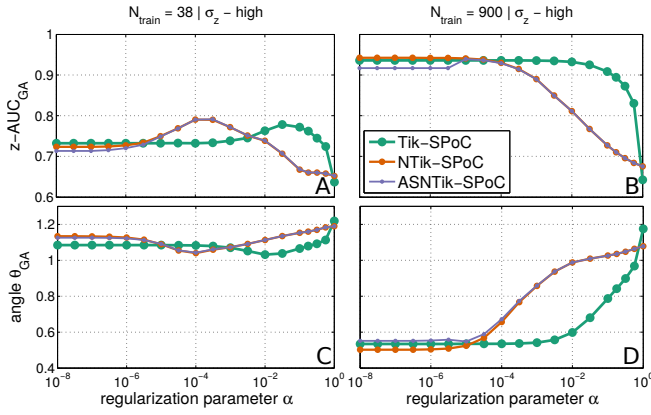 N_train = 38 | σ_z − high
N_train = 900 | σ_z − high
z−AUC_GA
1
0.9
0.8
0.7
0.6
A
Tik−SPoC
NTik−SPoC
ASNTik−SPoC
B
angle θ_GA
1.2
1
0.8
0.6
0.4
C
D
10^−8 10^−6 10^−4 10^−2 10^0
10^−8 10^−6 10^−4 10^−2 10^0
regularization parameter α
regularization parameter α